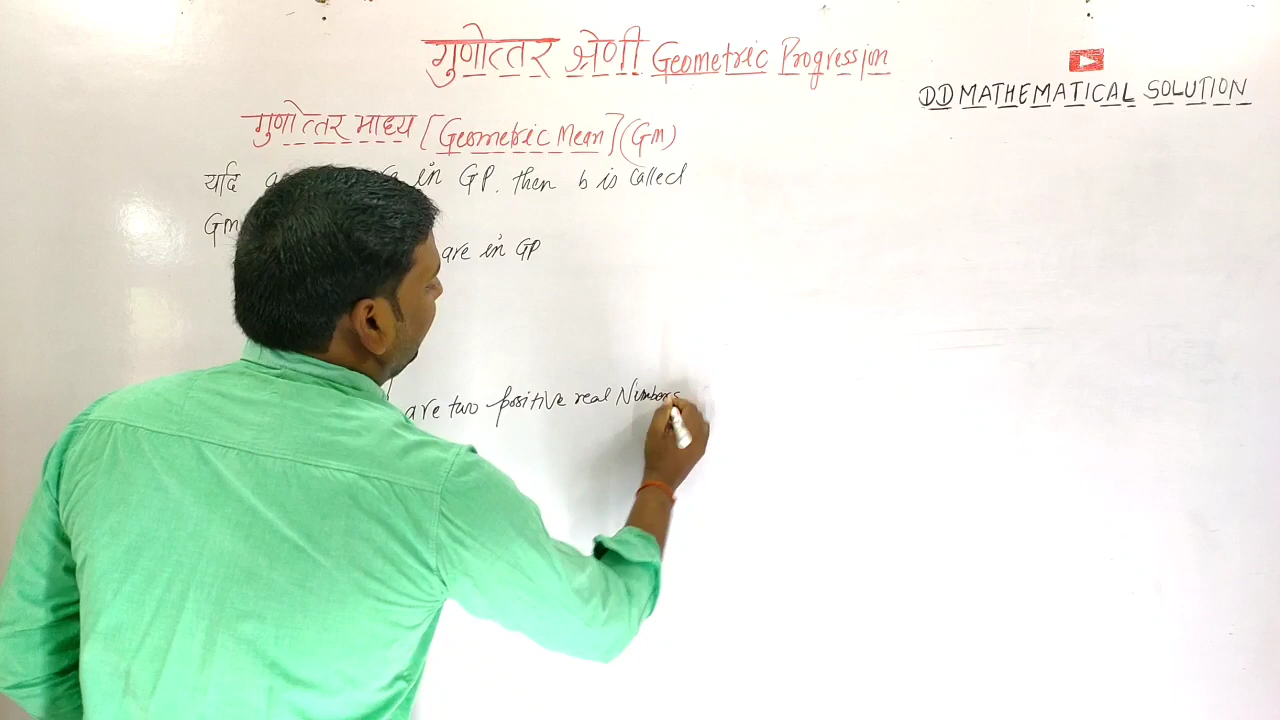 गुणोत्तर श्रेणी Geometric Progression
DD MATHEMATICAL SOLUTION
गुणोत्तर माध्य [Geometric Mean] (Gm)
यदि a in GP. then b is called
Gm
are in GP
are two positive real Numbers